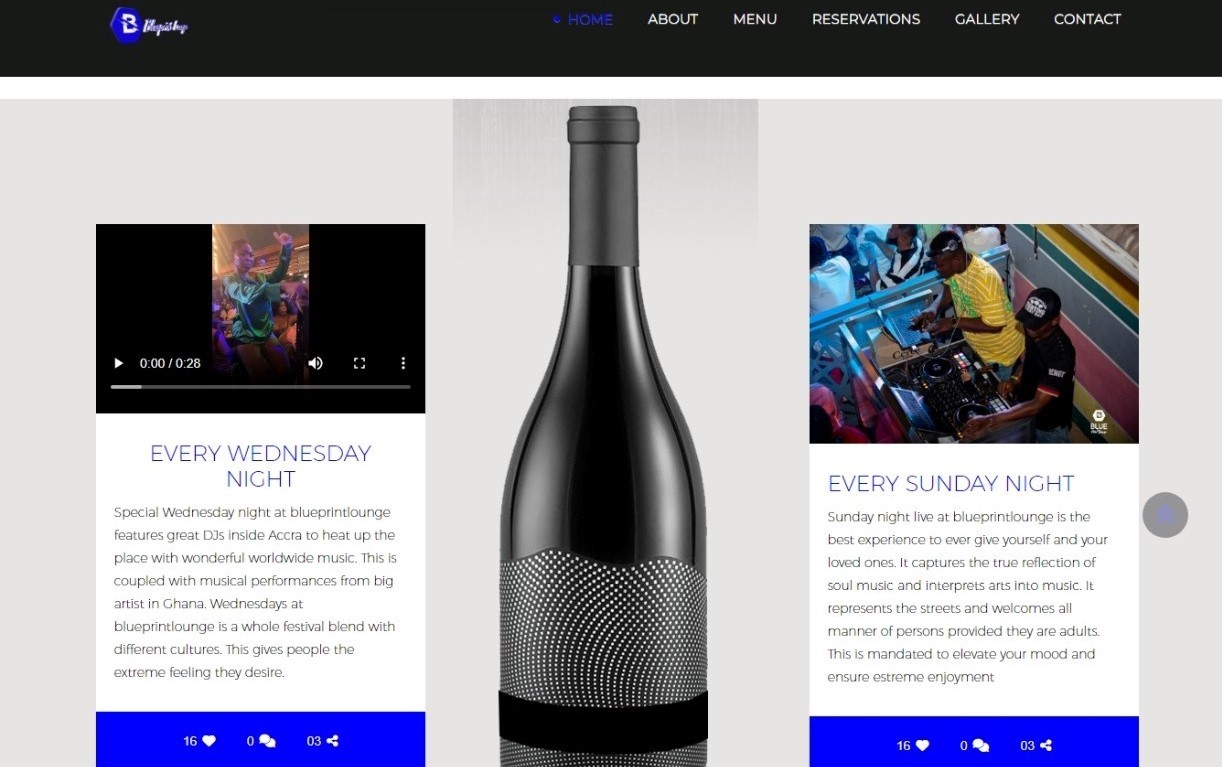 B
HOME ABOUT MENU RESERVATIONS GALLERY CONTACT
0:00 / 0:28
EVERY WEDNESDAY
NIGHT
Special Wednesday night at blueprintlounge
features great DJs inside Accra to heat up the
place with wonderful worldwide music. This is
coupled with musical performances from big
artist in Ghana. Wednesdays at
blueprintlounge is a whole festival blend with
different cultures. This gives people the
extreme feeling they desire.
16 0 03
BLUE
EVERY SUNDAY NIGHT
Sunday night live at blueprintlounge is the
best experience to ever give yourself and your
loved ones. It captures the true reflection of
soul music and interprets arts into music. It
represents the streets and welcomes all
manner of persons provided they are adults.
This is mandated to elevate your mood and
ensure estreme enjoyment
16 0 03